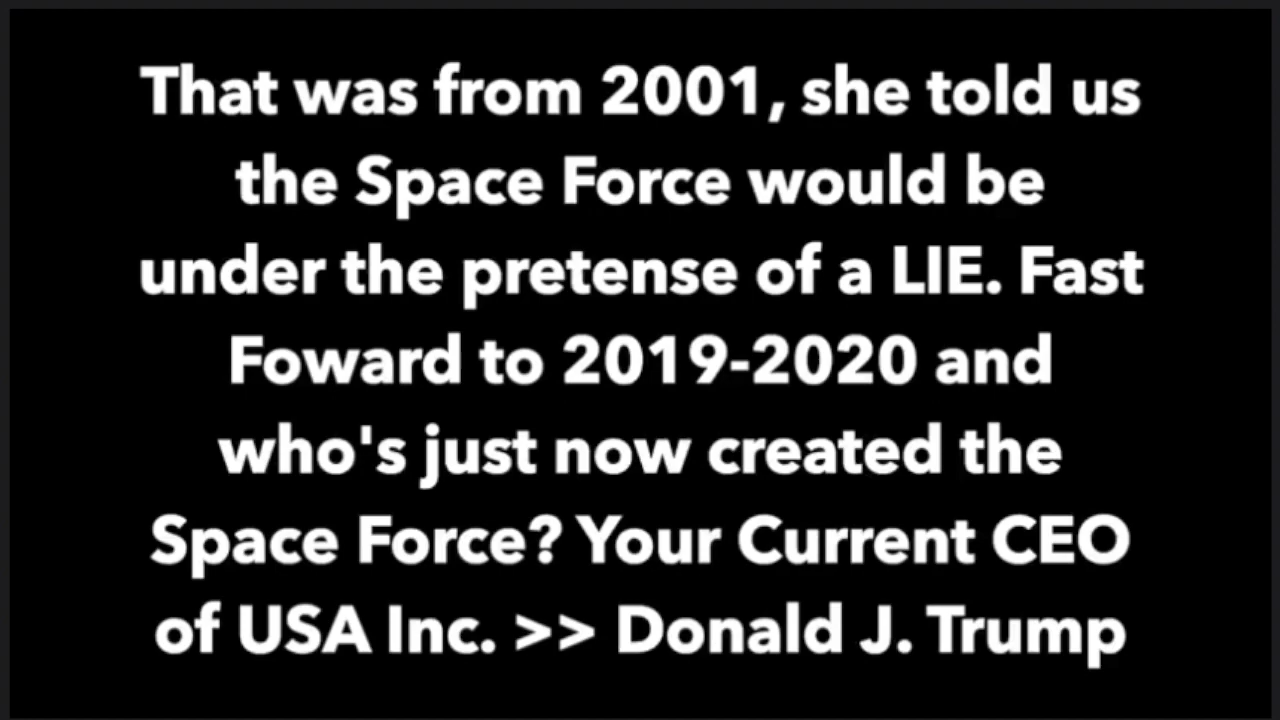 That was from 2001, she told us
the Space Force would be
under the pretense of a LIE. Fast
Foward to 2019-2020 and
who's just now created the
Space Force? Your Current CEO
of USA Inc. >> Donald J. Trump